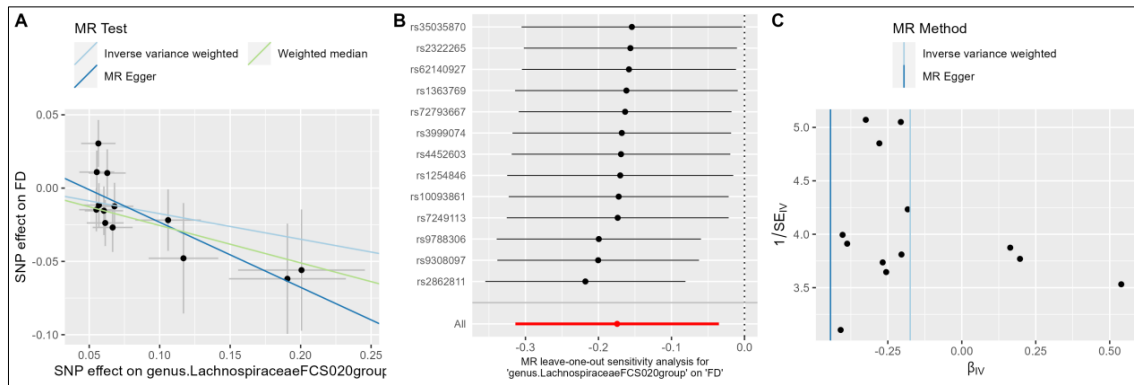 A
MR Test
Inverse variance weighted
Weighted median
MR Egger
0.05
0.00
-0.05
-0.10
SNP effect on FD
0.05
0.10
0.15
0.20
0.25
SNP effect on genus.LachnospiraceaeFCS020group
B
rs35035870
rs2322265
rs62140927
rs1363769
rs72793667
rs3999074
rs4452603
rs1254846
rs10093861
rs7249113
rs9788306
rs9308097
rs2862811
All
-0.3
-0.2
-0.1
0.0
MR leave-one-out sensitivity analysis for
'genus.LachnospiraceaeFCS020group' on 'FD'
C
MR Method
Inverse variance weighted
MR Egger
5.0
4.5
4.0
3.5
1/SEIV
-0.25
0.00
0.25
0.50
βIV